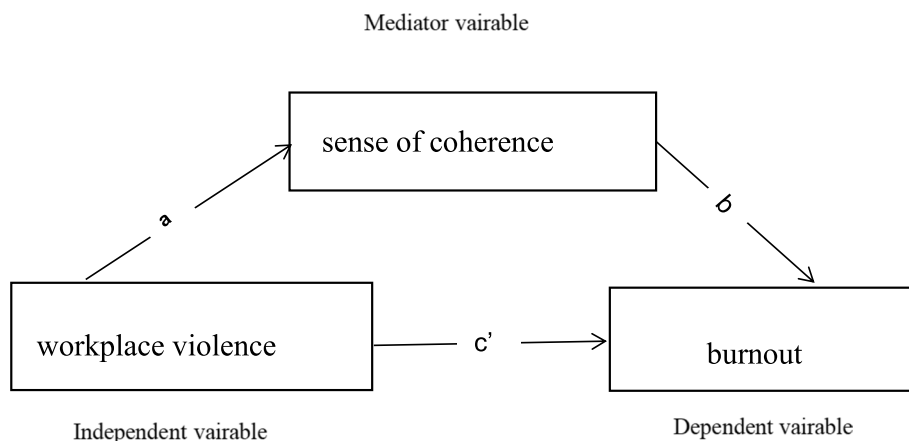 Mediator vairable
sense of coherence
a
b
workplace violence
c’
burnout
Independent vairable
Dependent vairable